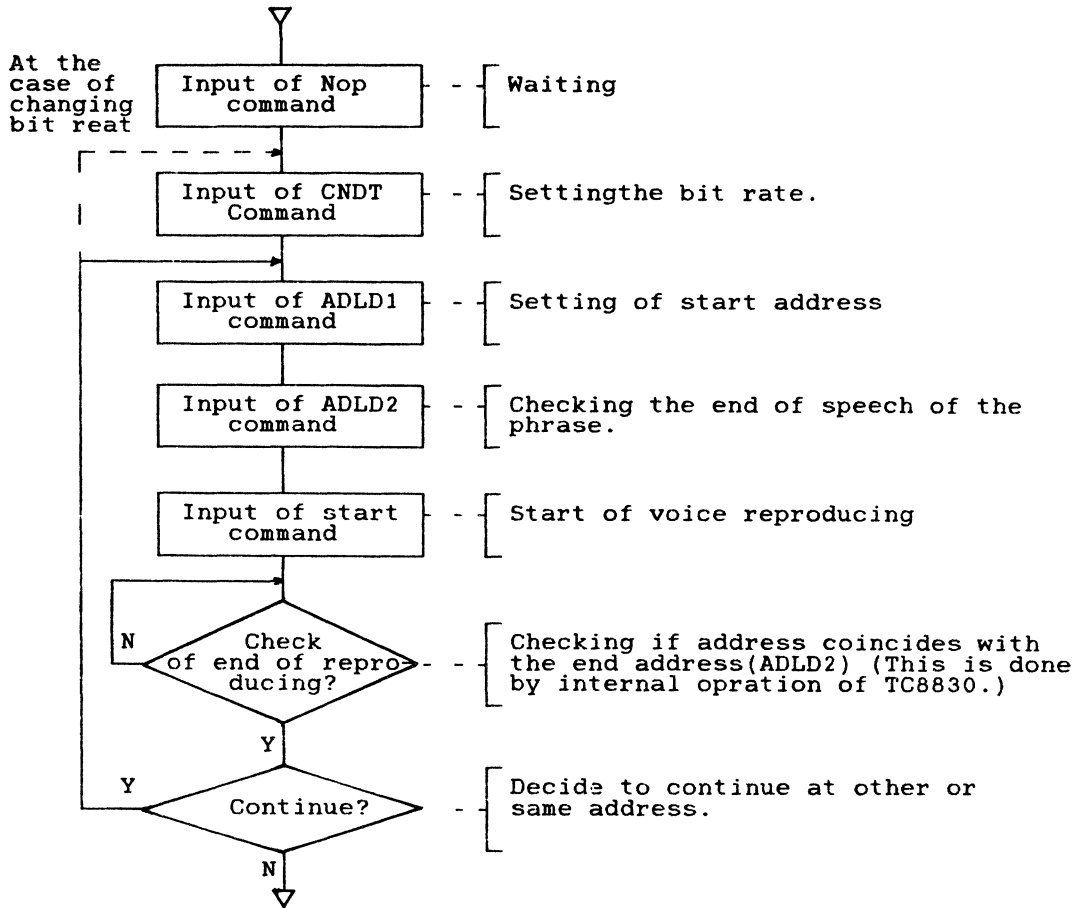 At the
case of
changing
bit reat
Input of Nop
command
Waiting
Input of CNDT
Command
Settingthe bit rate.
Input of ADLD1
command
Setting of start address
Input of ADLD2
command
Checking the end of speech of the
phrase.
Input of start
command
Start of voice reproducing
N
Check
of end of repro-
ducing?
Checking if address coincides with
the end address(ADLD2) (This is done
by internal opration of TC8830.)
Y
Y
Continue?
Decide to continue at other or
same address.
N